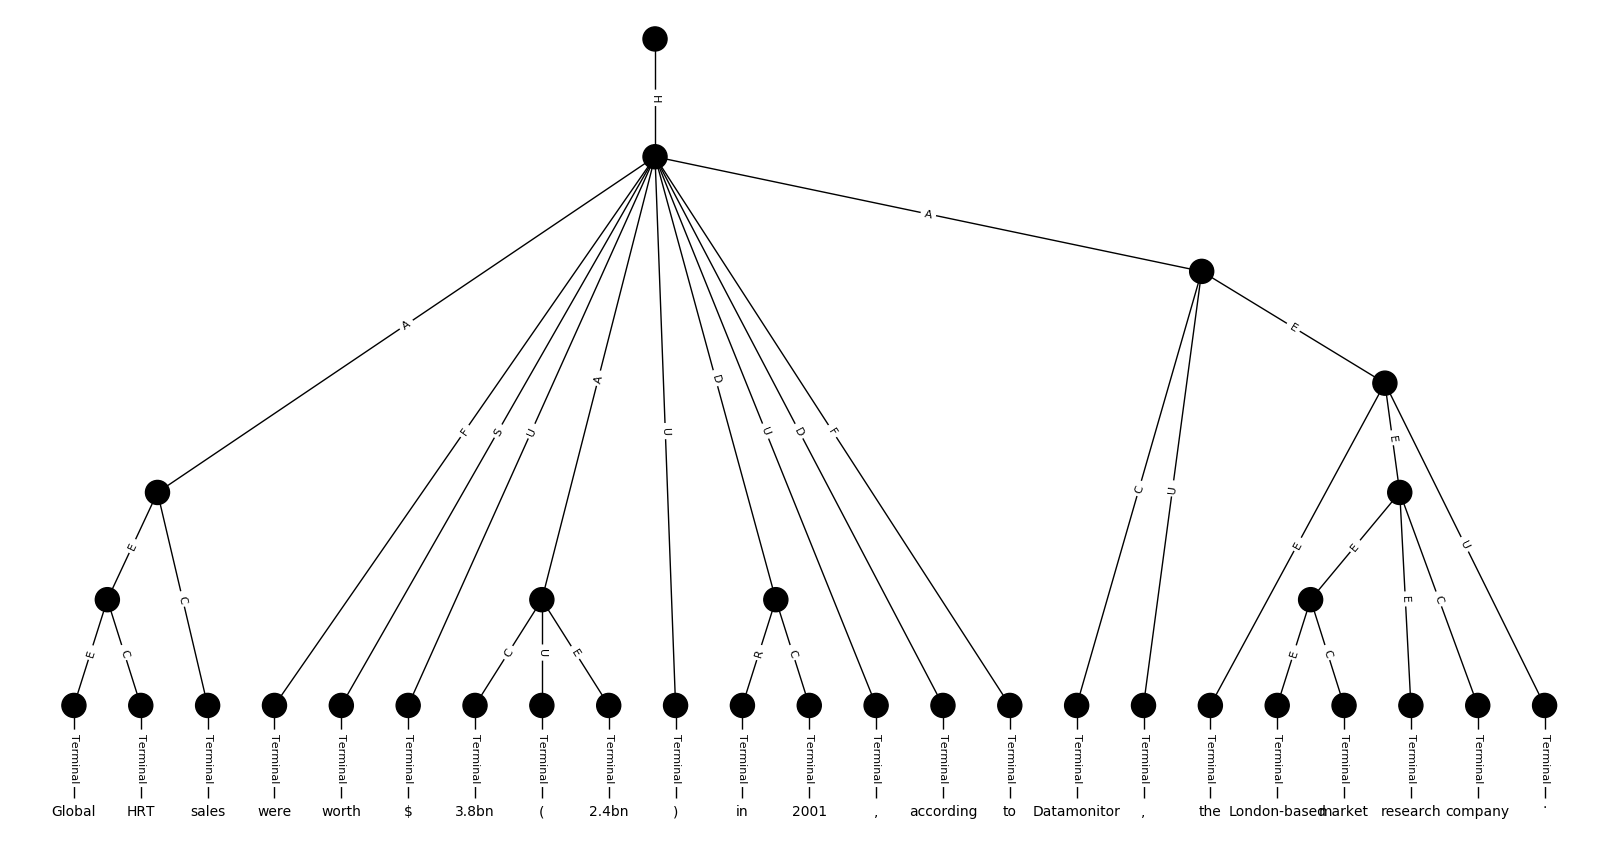 H
A
A
E
F
S
U
A
U
D
U
D
F
C
U
E
E
E
U
E
C
E
E
C
E
C
C
U
E
R
C
E
C
Terminal Terminal Terminal Terminal Terminal Terminal Terminal Terminal Terminal Terminal Terminal Terminal Terminal Terminal Terminal Terminal Terminal Terminal Terminal Terminal Terminal Terminal Terminal
Global HRT sales were worth $ 3.8bn ( 2.4bn ) in 2001 , according to Datamonitor , the London-based market research company .